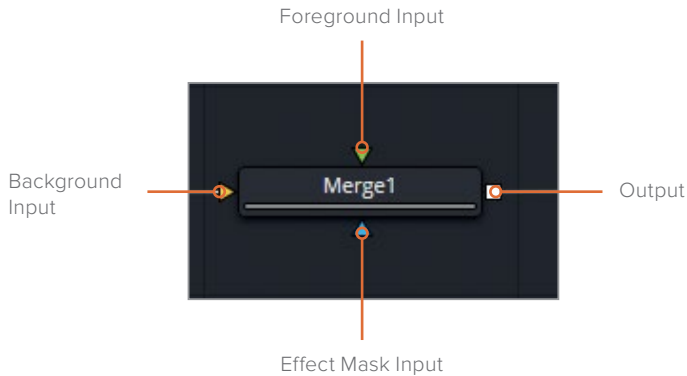 Foreground Input
Merge1
Background
Input
Output
Effect Mask Input